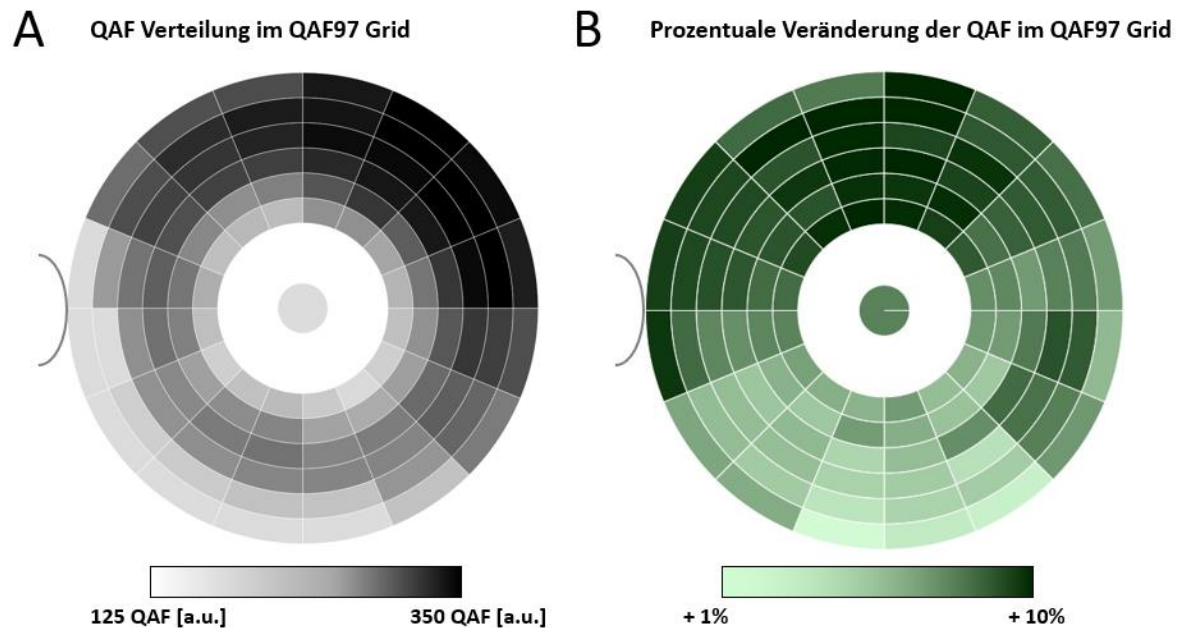 A QAF Verteilung im QAF97 Grid
B Prozentuale Veränderung der QAF im QAF97 Grid
125 QAF [a.u.] 350 QAF [a.u.]
+ 1% + 10%